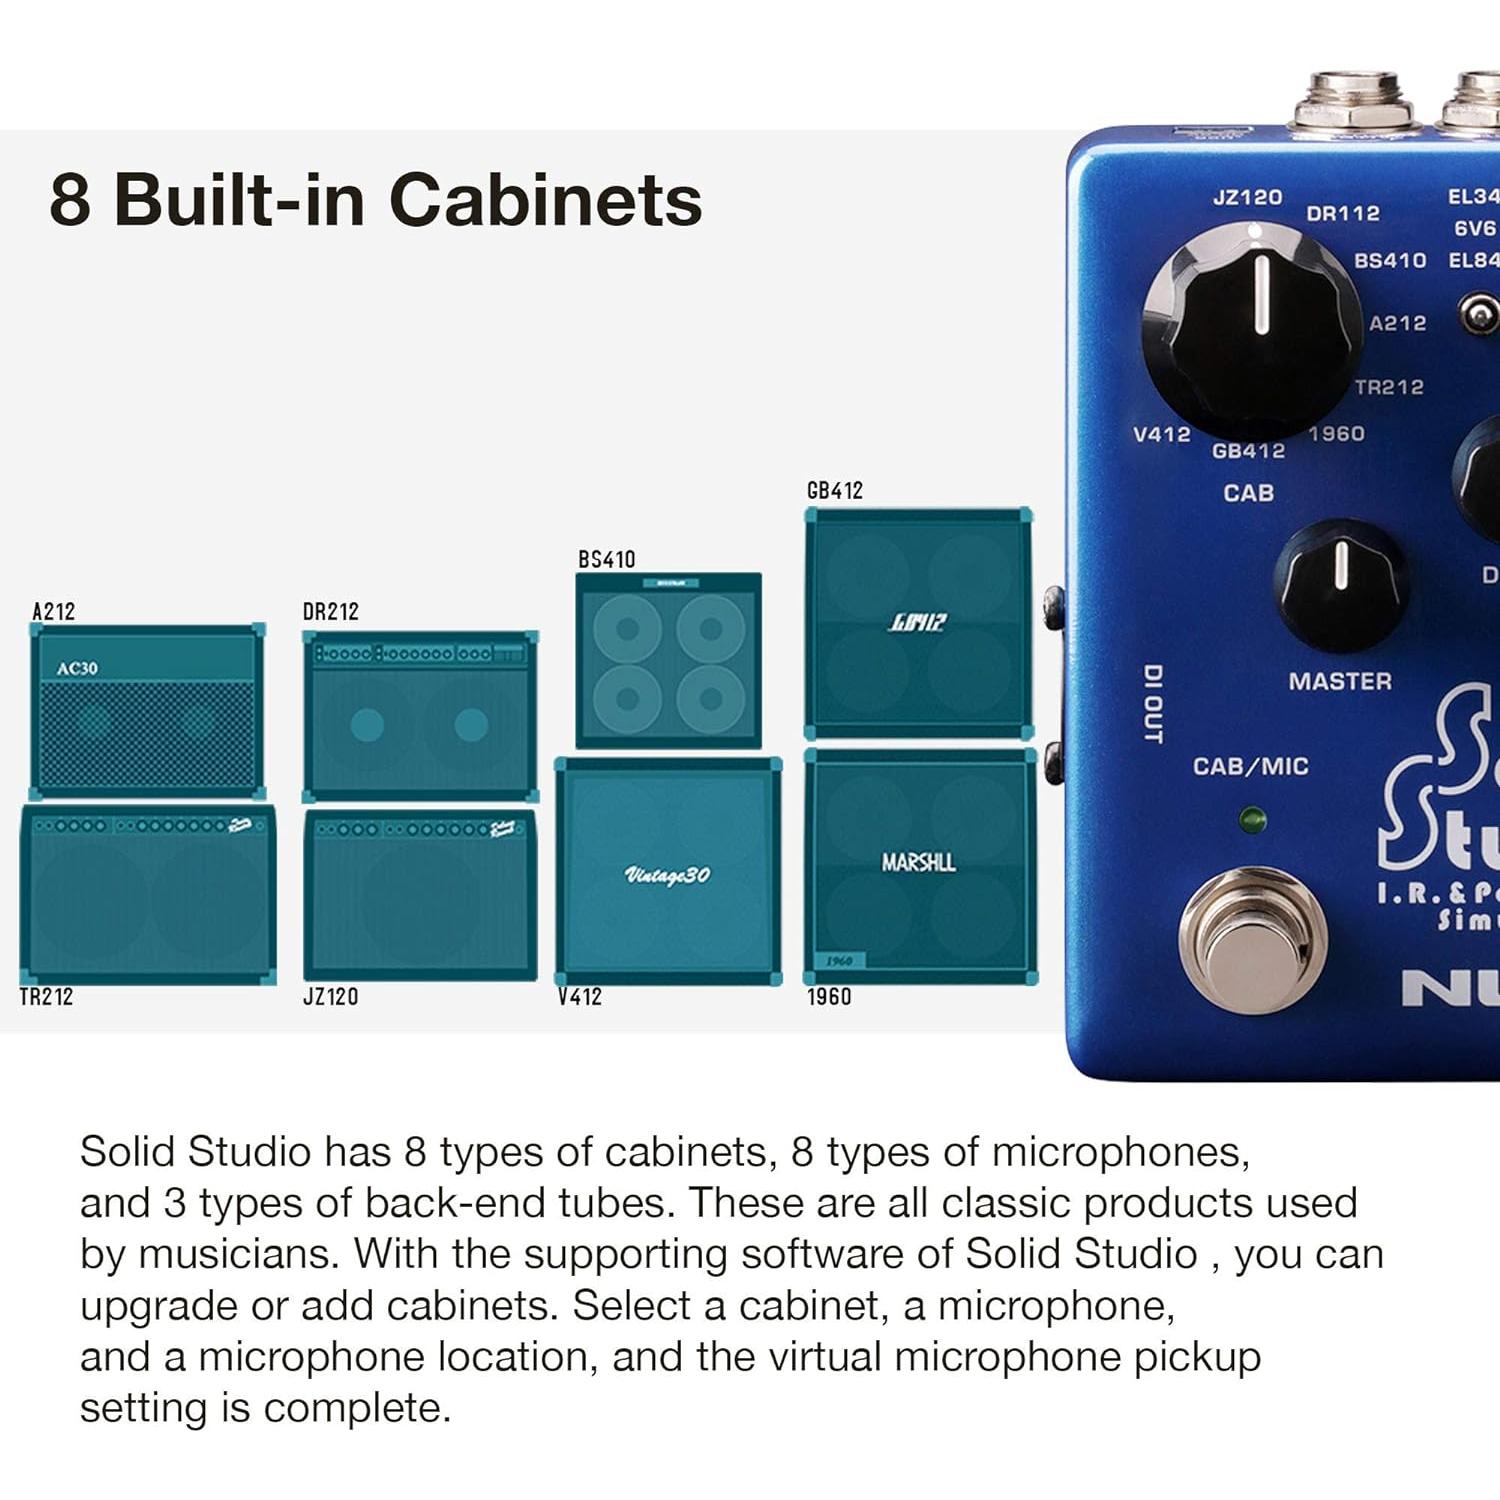 8 Built-in Cabinets
JZ120
DR112
BS410
A212
TR212
1960
GB412
V412
CAB
EL34
6V6
EL84
MASTER
DI OUT
CAB/MIC
I.R. & P
Sim
A212
AC30
DR212
BS410
GB412
GB412
TR212
JZ120
Vintage30
V412
MARSHLL
1960
1960
Solid Studio has 8 types of cabinets, 8 types of microphones,
and 3 types of back-end tubes. These are all classic products used
by musicians. With the supporting software of Solid Studio , you can
upgrade or add cabinets. Select a cabinet, a microphone,
and a microphone location, and the virtual microphone pickup
setting is complete.